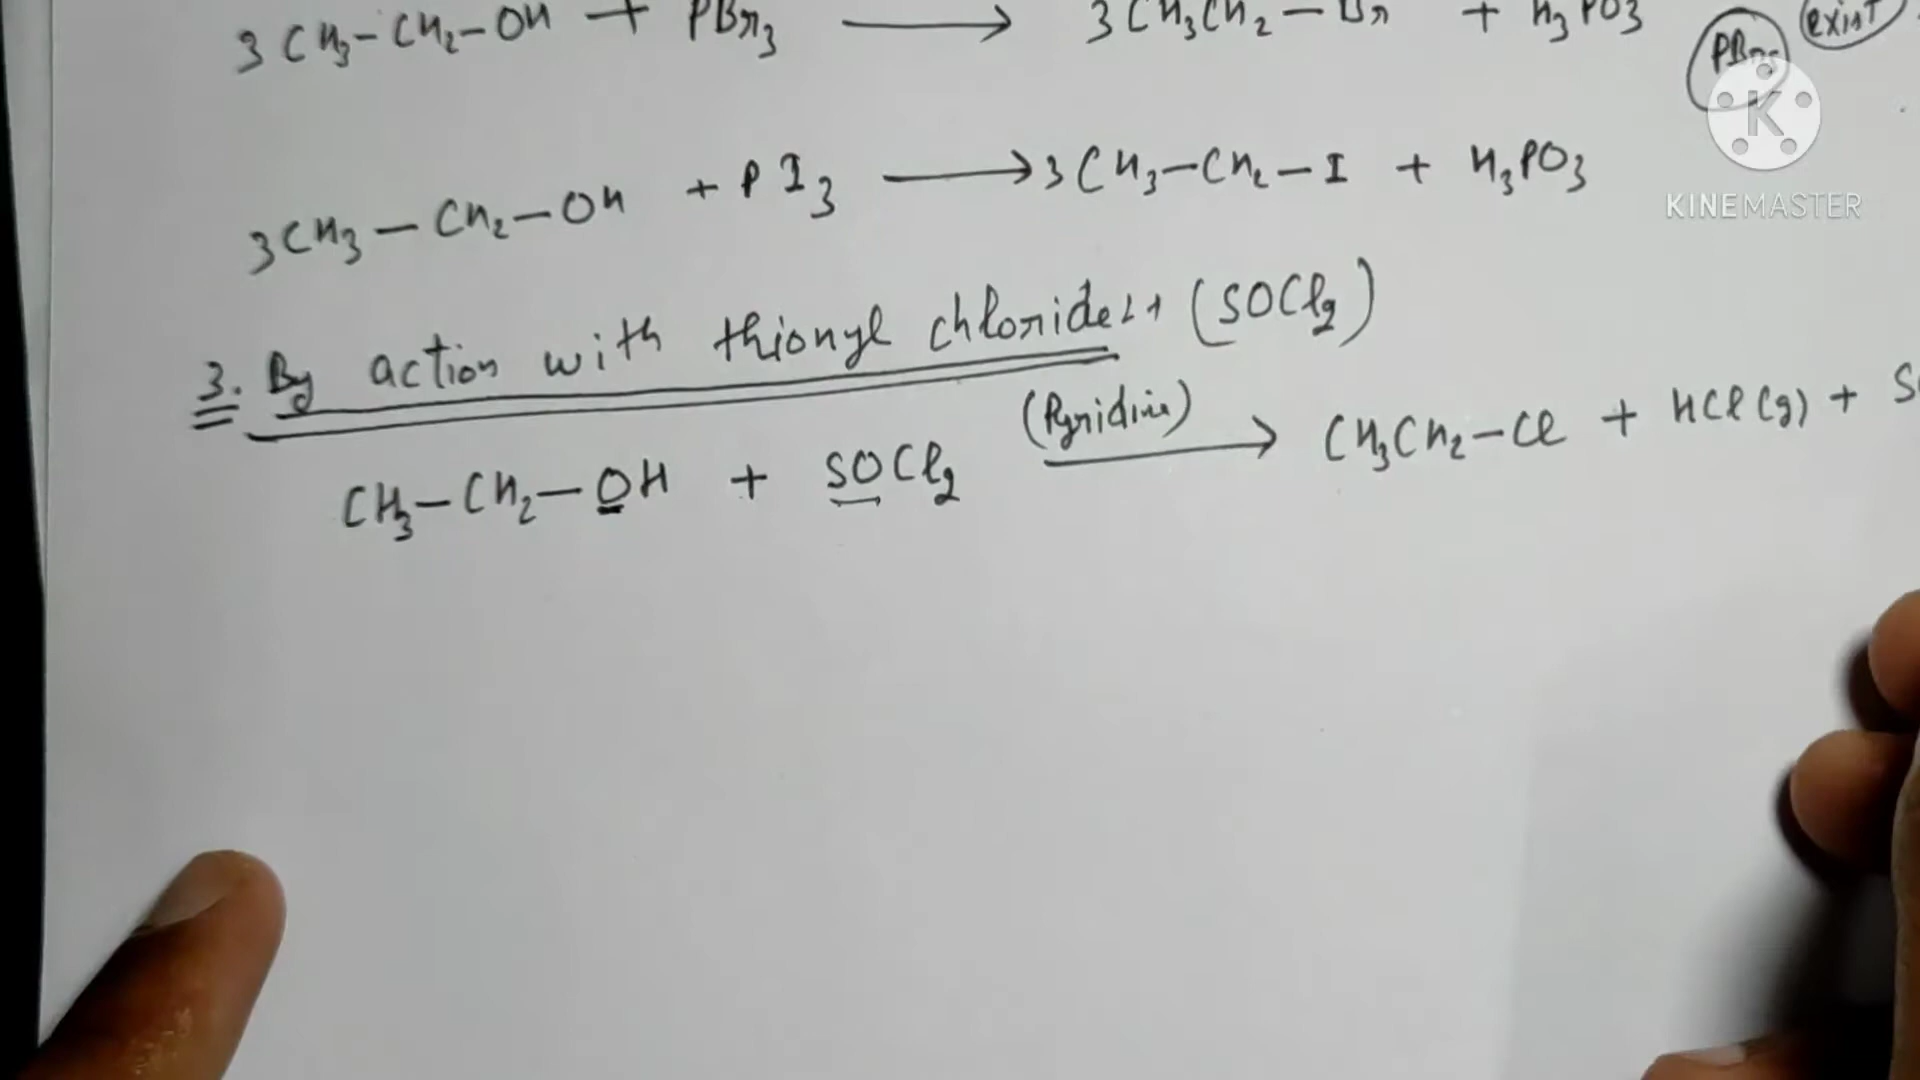 3CH₃-CH₂-OH + PBr₃ ⟶ 3CH₃CH₂-Br + H₃PO₃
exist
K
KINEMASTER
3CH₃-CH₂-OH + PI₃ ⟶ 3CH₃-CH₂-I + H₃PO₃
3. By action with thionyl chloride:→ (SOCl₂)
(Pyridine)
CH₃-CH₂-OH + SOCl₂ ⟶ CH₃CH₂-Cl + HCl(g) +